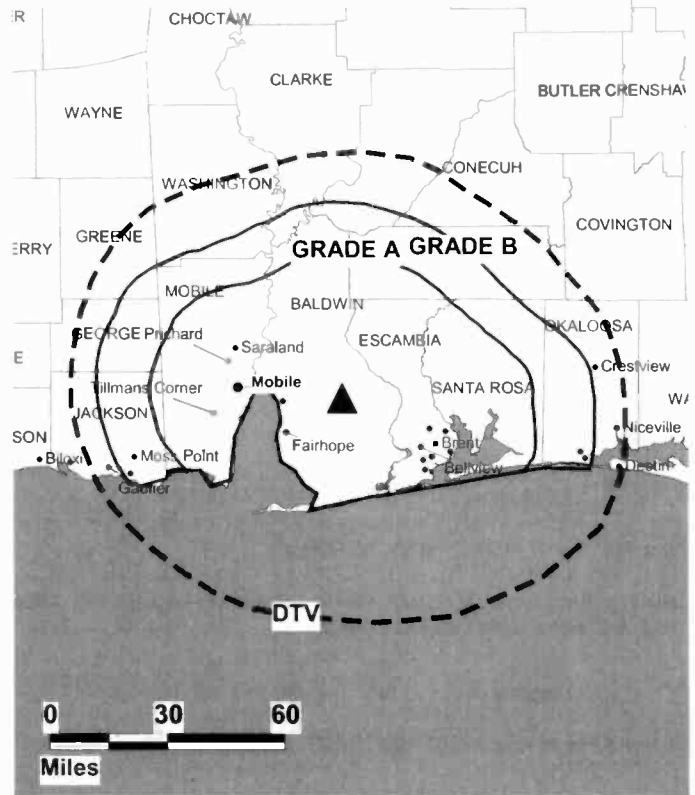 CHOCTAW
CLARKE
BUTLER CRENSHAW
WAYNE
CONECUH
WASHINGTON
COVINGTON
GREENE
GRADE A GRADE B
MOBILE
BALDWIN
OKALOOSA
GEORGE Prichard
ESCAMBIA
Saraland
Crestview
Tillmans Corner
Mobile
SANTA ROSA
JACKSON
Niceville
Fairhope
Brent
Biloxi
Moss Point
Bellview
Destin
Gautier
DTV
0 30 60
Miles